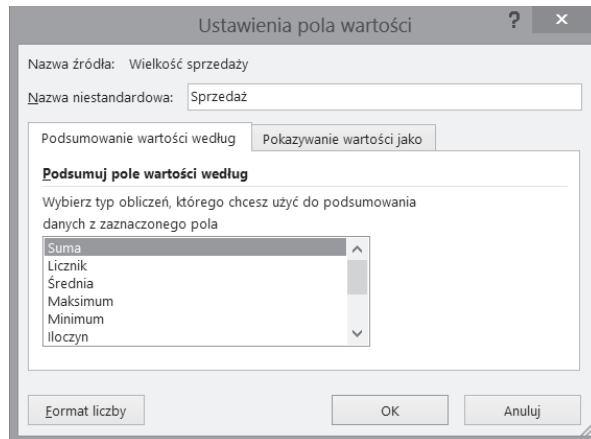 Ustawienia pola wartości ? ×
Nazwa źródła: Wielkość sprzedaży
Nazwa niestandardowa: Sprzedaż
Podsumowanie wartości według Pokazywanie wartości jako
Podsumuj pole wartości według
Wybierz typ obliczeń, którego chcesz użyć do podsumowania
danych z zaznaczonego pola
Suma
Licznik
Średnia
Maksimum
Minimum
Iloczyn
Format liczby OK Anuluj